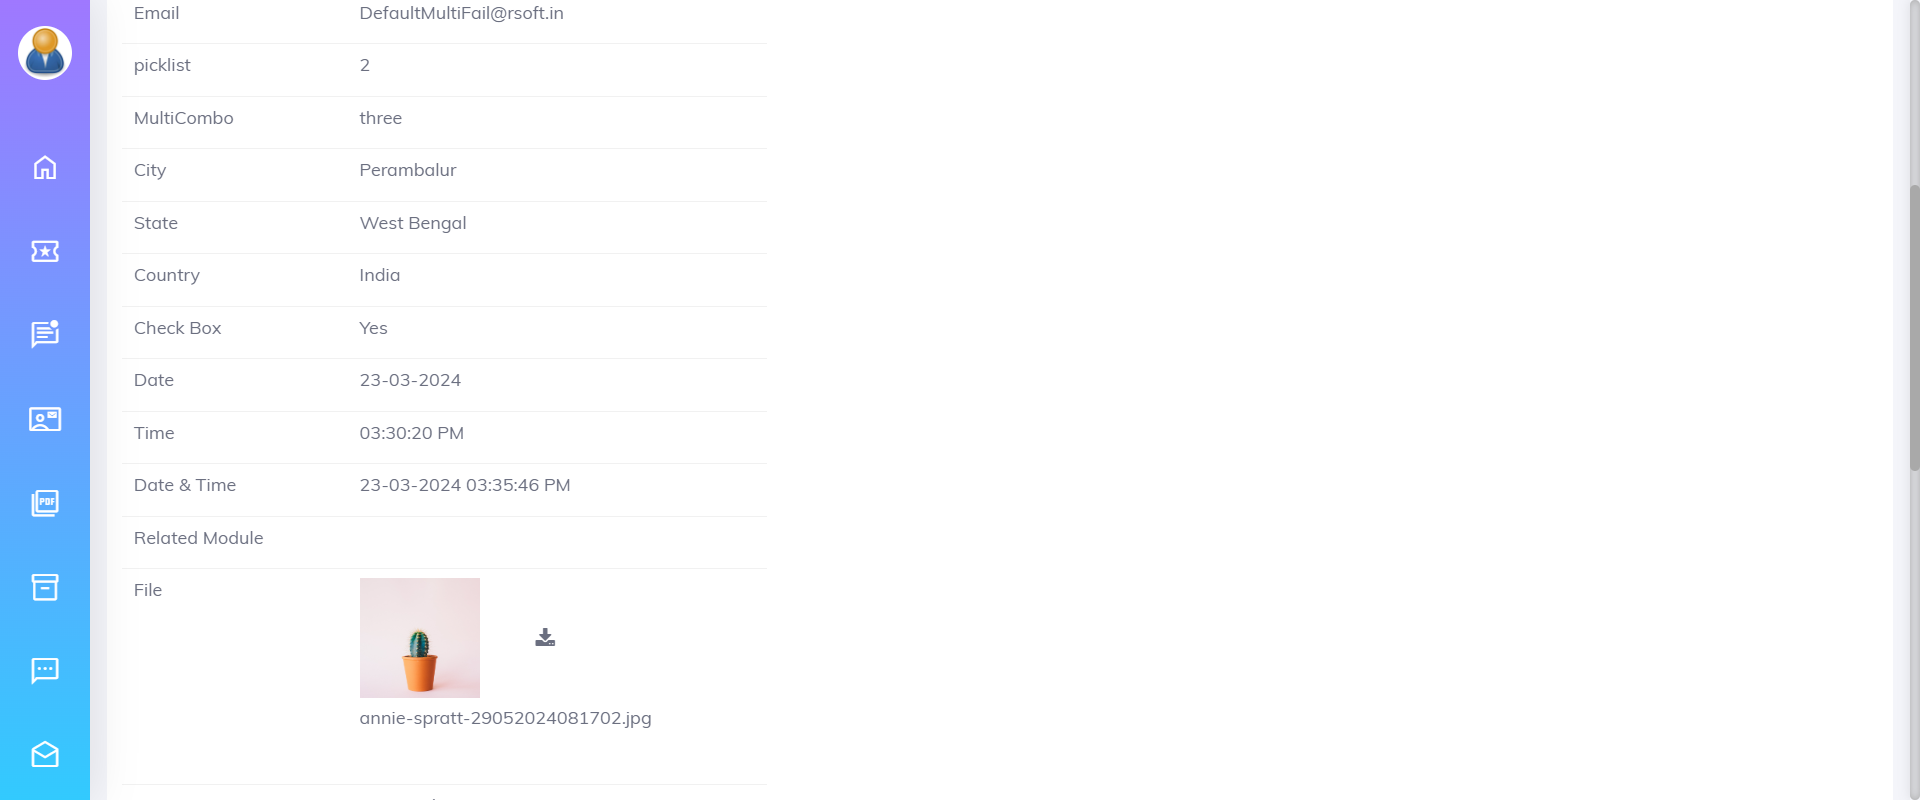 Email DefaultMultiFail@rsoft.in
picklist 2
MultiCombo three
City Perambalur
State West Bengal
Country India
Check Box Yes
Date 23-03-2024
Time 03:30:20 PM
Date & Time 23-03-2024 03:35:46 PM
Related Module
PDF
File
annie-spratt-29052024081702.jpg